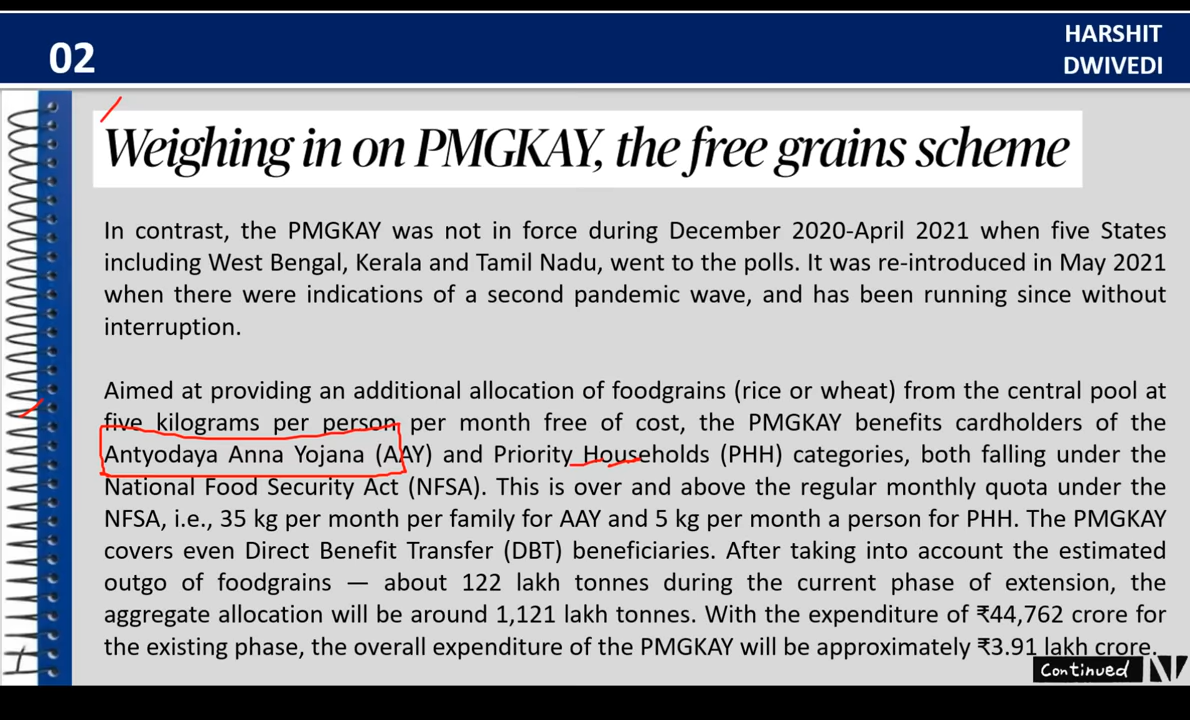 02
HARSHIT
DWIVEDI
Weighing in on PMGKAY, the free grains scheme
In contrast, the PMGKAY was not in force during December 2020-April 2021 when five States
including West Bengal, Kerala and Tamil Nadu, went to the polls. It was re-introduced in May 2021
when there were indications of a second pandemic wave, and has been running since without
interruption.
Aimed at providing an additional allocation of foodgrains (rice or wheat) from the central pool at
five kilograms per person per month free of cost, the PMGKAY benefits cardholders of the
Antyodaya Anna Yojana (AAY) and Priority Households (PHH) categories, both falling under the
National Food Security Act (NFSA). This is over and above the regular monthly quota under the
NFSA, i.e., 35 kg per month per family for AAY and 5 kg per month a person for PHH. The PMGKAY
covers even Direct Benefit Transfer (DBT) beneficiaries. After taking into account the estimated
outgo of foodgrains — about 122 lakh tonnes during the current phase of extension, the
aggregate allocation will be around 1,121 lakh tonnes. With the expenditure of ₹44,762 crore for
the existing phase, the overall expenditure of the PMGKAY will be approximately ₹3.91 lakh crore.
Continued